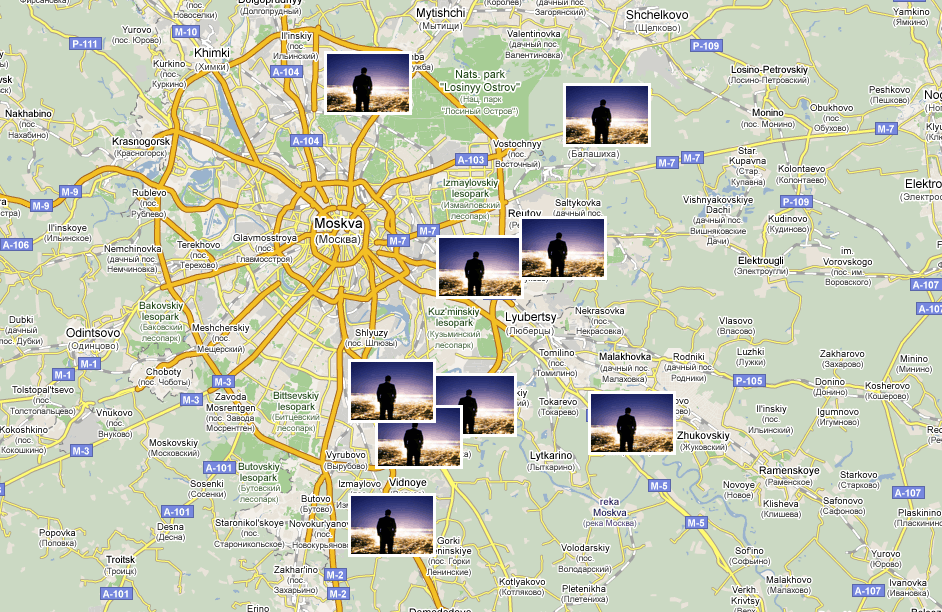 Новоселки)
Dolgoprudnyy
(Долгопрудный)
Mytishchi
(Мытищи)
Загорянский)
Shchelkovo
(Щелково)
Yamkino
(Ямкино)
P-111
Yurovo
(пос. Юрово)
M-10
Il'inskiy
(пос.
Ильинский)
Valentinovka
(дачный пос.
Валентиновка)
P-109
Khimki
(Химки)
Kurkino
(пос.
Куркино)
A-104
Nats. park
"Losinyy Ostrov"
(Нац. парк
"Лосиный Остров")
Losino-Petrovskiy
(Лосино-Петровский)
Peshkovo
(Пешково)
Nakhabino
(пос.
Нахабино)
Monino
(пос. Монино)
Obukhovo
(пос.
Обухово)
M-7
Krasnogorsk
(Красногорск)
A-104
Vostochnyy
(пос.
Восточный)
(Балашиха)
A-103
M-7
M-7
Star.
Kupavna
(Стар.
Купавна)
Kolontaevo
(Колонтаево)
M-9
M-9
Rublevo
(пос.
Рублево)
Izmaylovskiy
lesopark
(Измайловский
лесопарк)
Saltykovka
(дачный пос.
Vishnyakovskiye
Dachi
(дачный пос.
Вишняковские
Дачи)
P-109
Kudinovo
(Кудиново)
Reutov
Moskva
(Москва)
M-7
M-7
Il'inskoye
(Ильинское)
A-106
Nemchinovka
(дачный пос.
Немчиновка)
Terekhovo
(Терехово)
Glavmosstroya
(пос.
Главмосстроя)
Elektrougli
(Электроугли)
im.
Vorovskogo
(пос. им.
Воровского)
A-107
Bakovskiy
lesopark
(Баковский
лесопарк)
Kuz'minskiy
lesopark
(Кузьминский
лесопарк)
Lyubertsy
(Люберцы)
Nekrasovka
(пос.
Некрасовка)
Vlasovo
(Власово)
Dubki
(дачный
пос. Дубки)
Odintsovo
(Одинцово)
Meshcherskiy
(пос.
Мещерский)
Shlyuzy
(пос. Шлюзы)
Tomilino
(пос.
Томилино)
Malakhovka
(дачный пос.
Малаховка)
Rodniki
(дачный пос.
Родники)
Luzhki
(Лужки)
Zakharovo
(Захарово)
Minino
(Минино)
M-1
M-1
Choboty
(пос. Чоботы)
M-3
P-105
Donino
(Донино)
Kosherovo
(Кошерово)
Tolstopal'tsevo
(пос.
Толстопальцево)
M-3
Zavoda
Mosrentgen
(пос. Завода
Мосрентген)
Bittsevskiy
lesopark
(Битцевский
лесопарк)
Tokarevo
(Токарево)
Il'inskiy
(пос.
Ильинский)
Igumnovo
(Игумново)
Vnukovo
(пос.
Внуково)
Kokoshkino
(пос.
Кокошкино)
M-3
Moskovskiy
(Московский)
Zhukovskiy
(Жуковский)
A-101
Butovskiy
lesopark
(Бутовский
лесопарк)
Vyrubovo
(Вырубово)
Lytkarino
(Лыткарино)
Ramenskoye
(Раменское)
Starkovo
(Старково)
Sosenki
(Сосенки)
Izmaylovo
Vidnoye
M-5
Novoye
(Новое)
Klisheva
(Клишева)
Safonovo
(Сафоново)
A-107
A-101
Butovo
(Бутово)
reka
Moskva
(река Москва)
M-5
Plaskinino
(Пласкинино)
Popovka
(Поповка)
Desna
(Десна)
Staronikol'skoye
(пос.
Староникольское)
Gorki
Leninskiye
(пос. Горки
Ленинские)
Volodarskiy
(пос.
Володарский)
Sof'ino
(Софьино)
Yurovo
(Юрово)
Troitsk
(Троицк)
A-101
Zakhar'ino
(пос.
Захарьино)
M-2
M-2
Kotlyakovo
(Котляково)
Pletenikha
(Плетениха)
Verkh.
Krivtsy
(Верх.
Malakhovo
(Малахово)
A-107
Ivanovka
(Ивановка)
Erino